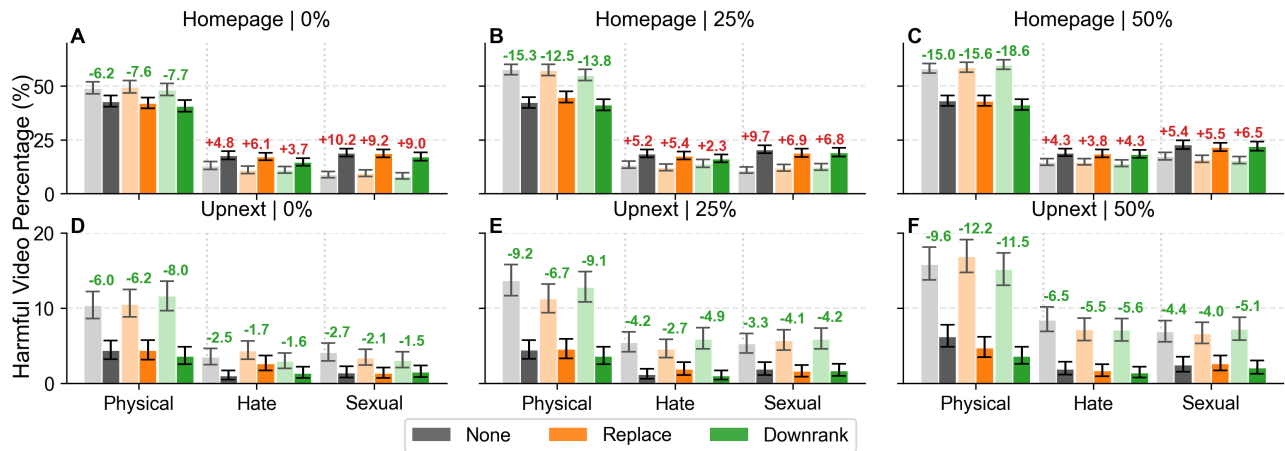 Homepage | 0%
Homepage | 25%
Homepage | 50%
A
B
C
Harmful Video Percentage (%)
50
25
0
-6.2 -7.6 -7.7
+4.8 +6.1 +3.7
+10.2 +9.2 +9.0
-15.3 -12.5 -13.8
+5.2 +5.4 +2.3
+9.7 +6.9 +6.8
-15.0 -15.6 -18.6
+4.3 +3.8 +4.3
+5.4 +5.5 +6.5
Upnext | 0%
Upnext | 25%
Upnext | 50%
D
E
F
20
10
0
-6.0 -6.2 -8.0
-2.5 -1.7 -1.6
-2.7 -2.1 -1.5
-9.2 -6.7 -9.1
-4.2 -2.7 -4.9
-3.3 -4.1 -4.2
-9.6 -12.2 -11.5
-6.5 -5.5 -5.6
-4.4 -4.0 -5.1
Physical Hate Sexual
Physical Hate Sexual
Physical Hate Sexual
None Replace Downrank